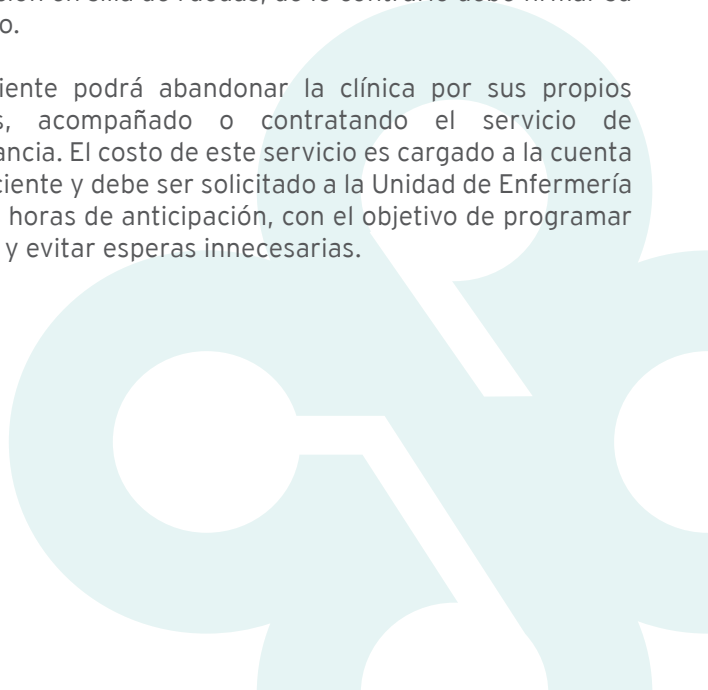 o.
iente podrá abandonar la clínica por sus propios
s, acompañado o contratando el servicio de
ancia. El costo de este servicio es cargado a la cuenta
ciente y debe ser solicitado a la Unidad de Enfermería
horas de anticipación, con el objetivo de programar
y evitar esperas innecesarias.